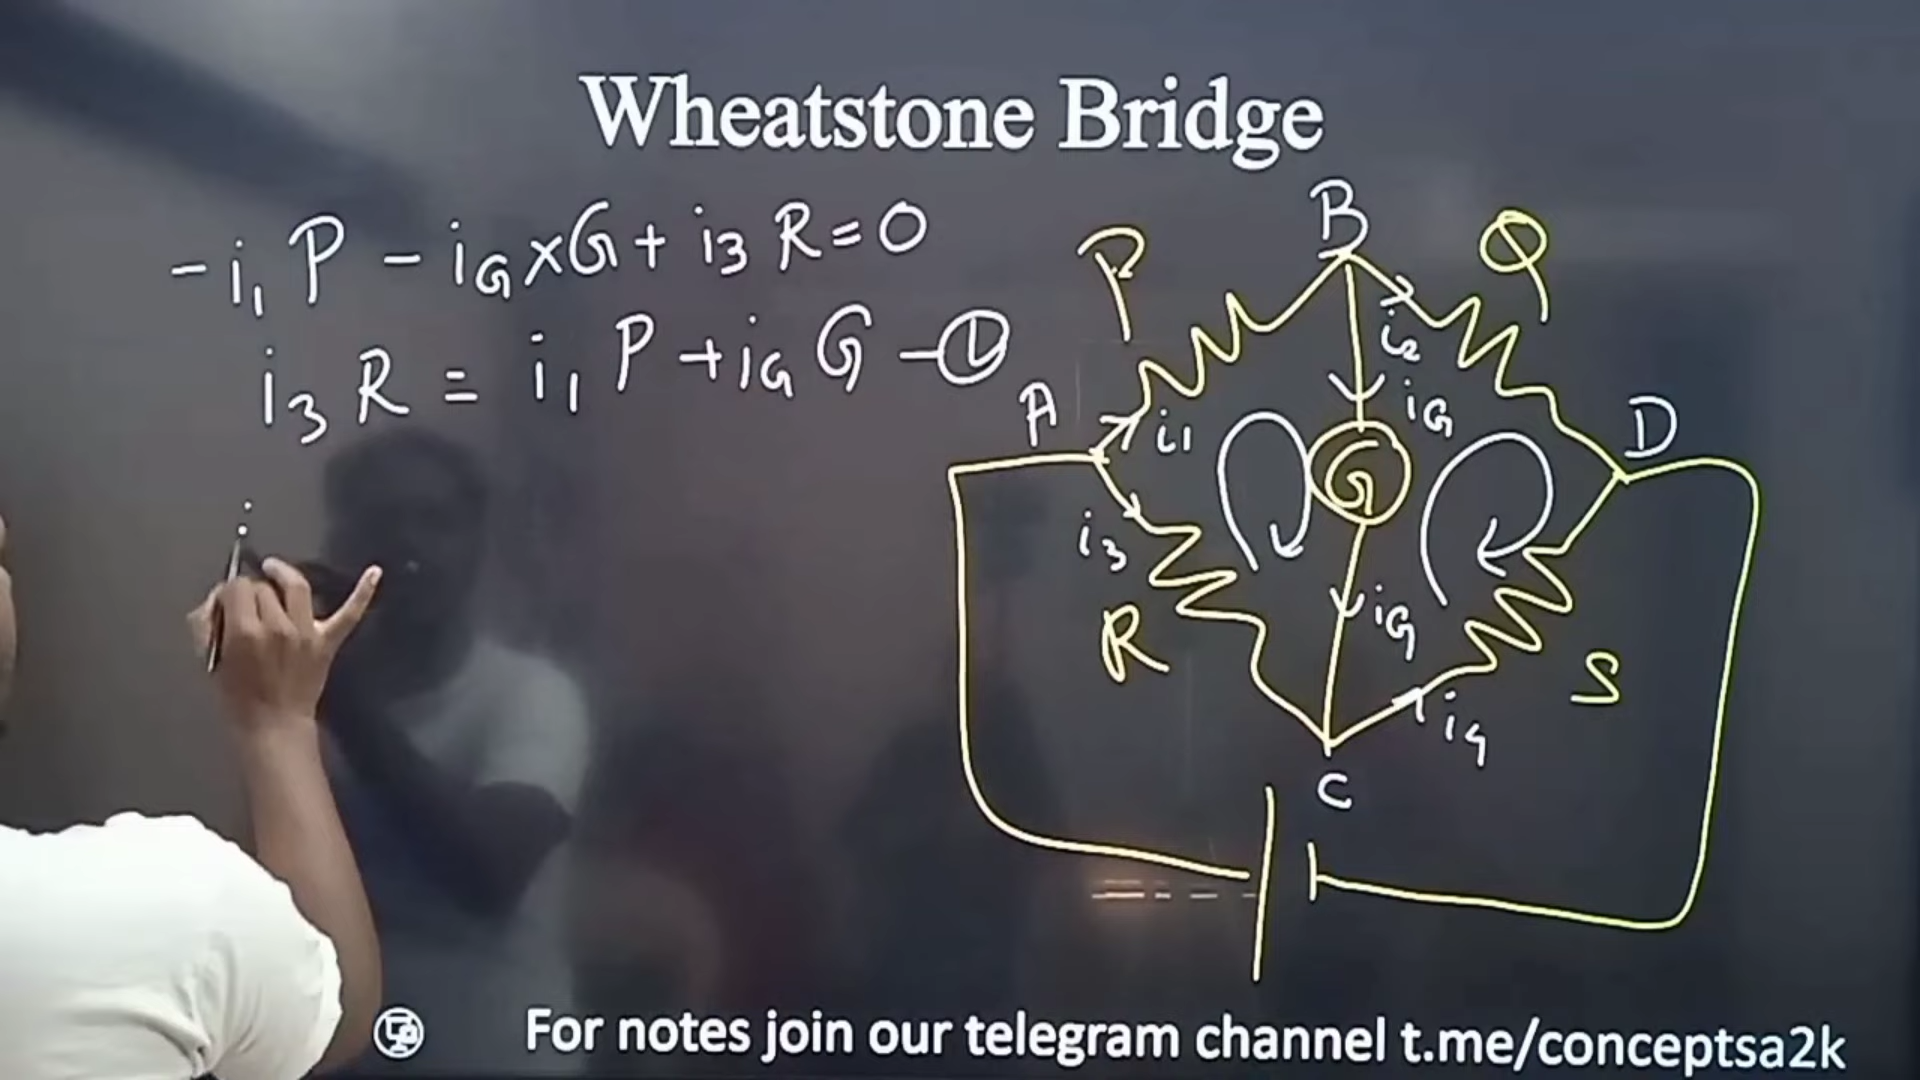 Wheatstone Bridge
-i₁ P - i_G×G + i₃ R = 0
i₃ R = i₁ P + i_G G - ①
i
B
P
Q
i₂
i_G
A
i₁
D
G
i₃
i_G
R
S
i₄
C
For notes join our telegram channel t.me/conceptsa2k